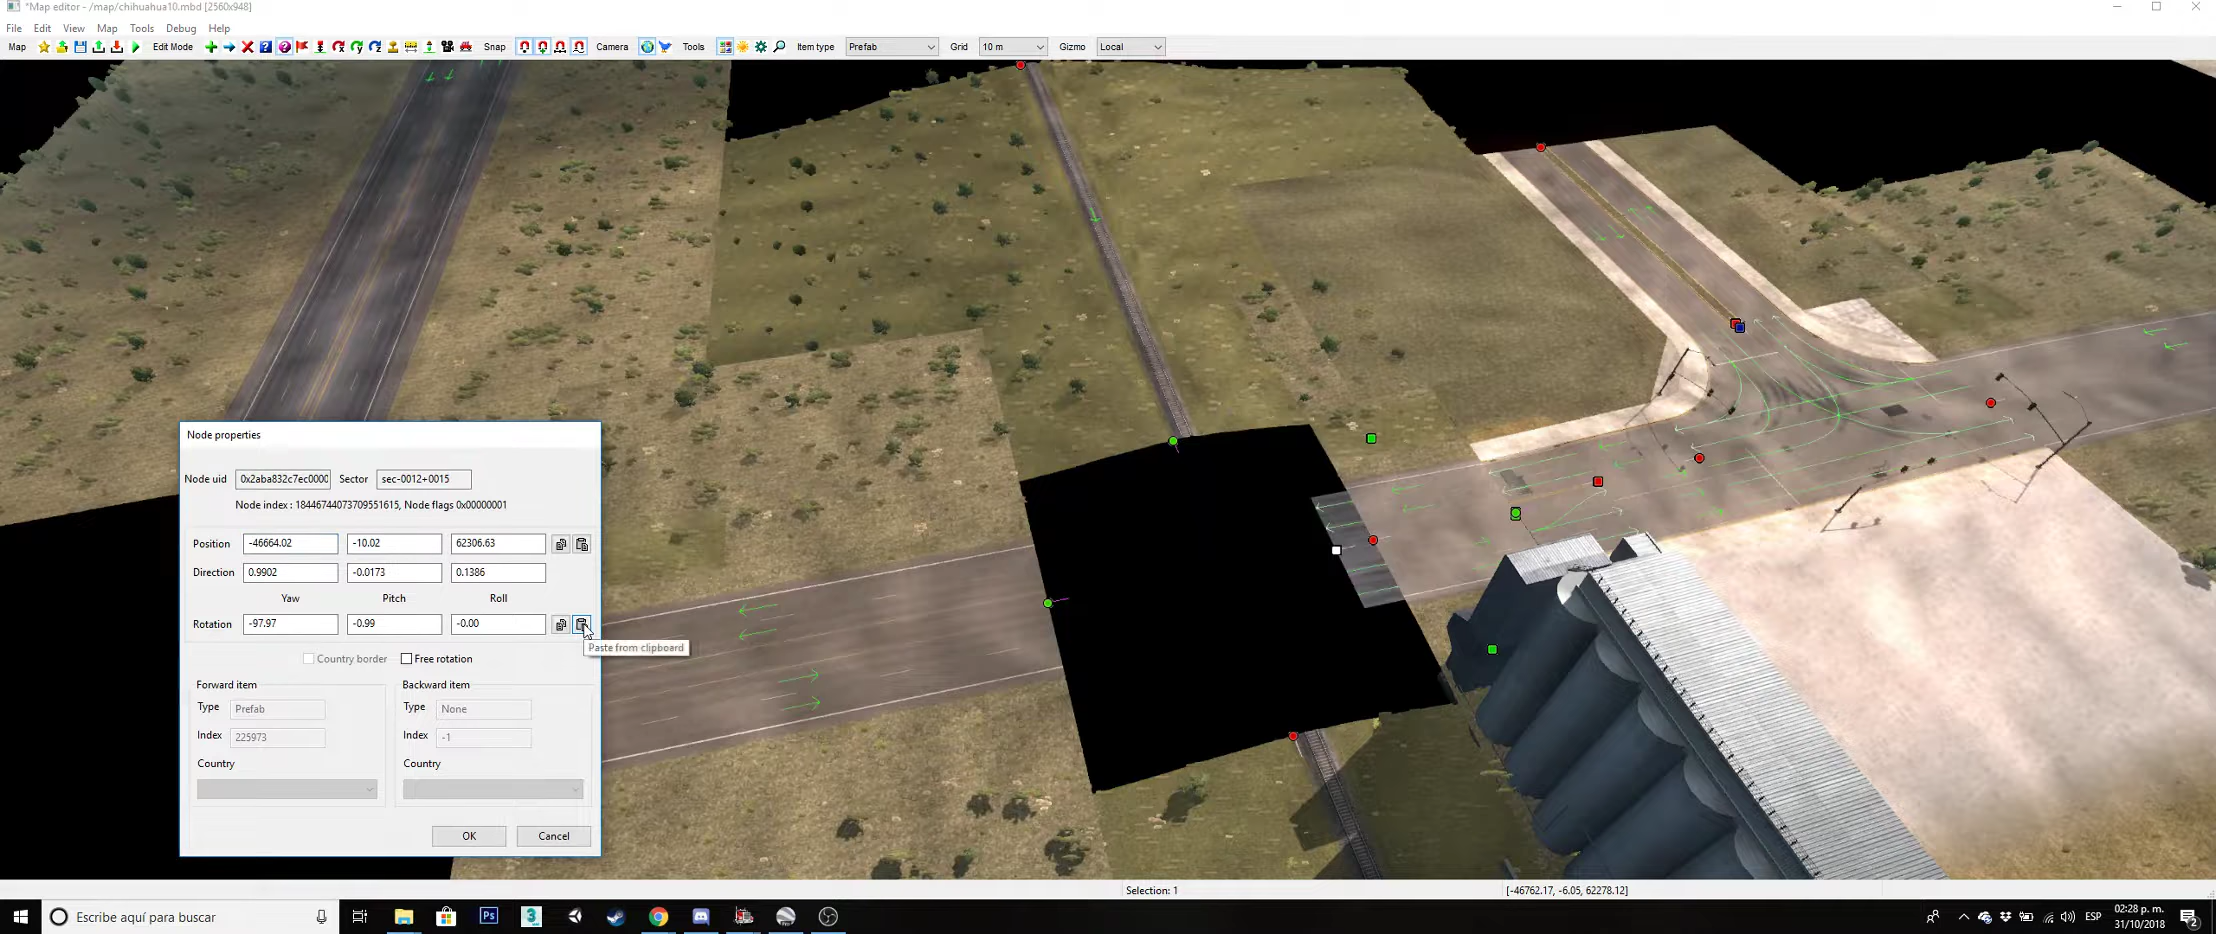 *Map editor - /map/chihuahua10.mbd [2560x948]
File Edit View Map Tools Debug Help
Map Edit Mode Snap Camera Tools Item type Prefab Grid 10 m Gizmo Local
Node properties
Node uid 0x2aba832c7ec0000 Sector sec-0012+0015
Node index : 18446744073709551615, Node flags 0x00000001
Position -46664.02 -10.02 62306.63
Direction 0.9902 -0.0173 0.1386
Yaw Pitch Roll
Rotation -97.97 -0.99 -0.00
Paste from clipboard
Country border Free rotation
Forward item Backward item
Type Prefab Type None
Index 225973 Index -1
Country Country
OK Cancel
Selection: 1 [-46762.17, -6.05, 62278.12]
Escribe aquí para buscar
Ps
3
ESP
02:28 p. m.
31/10/2018
2